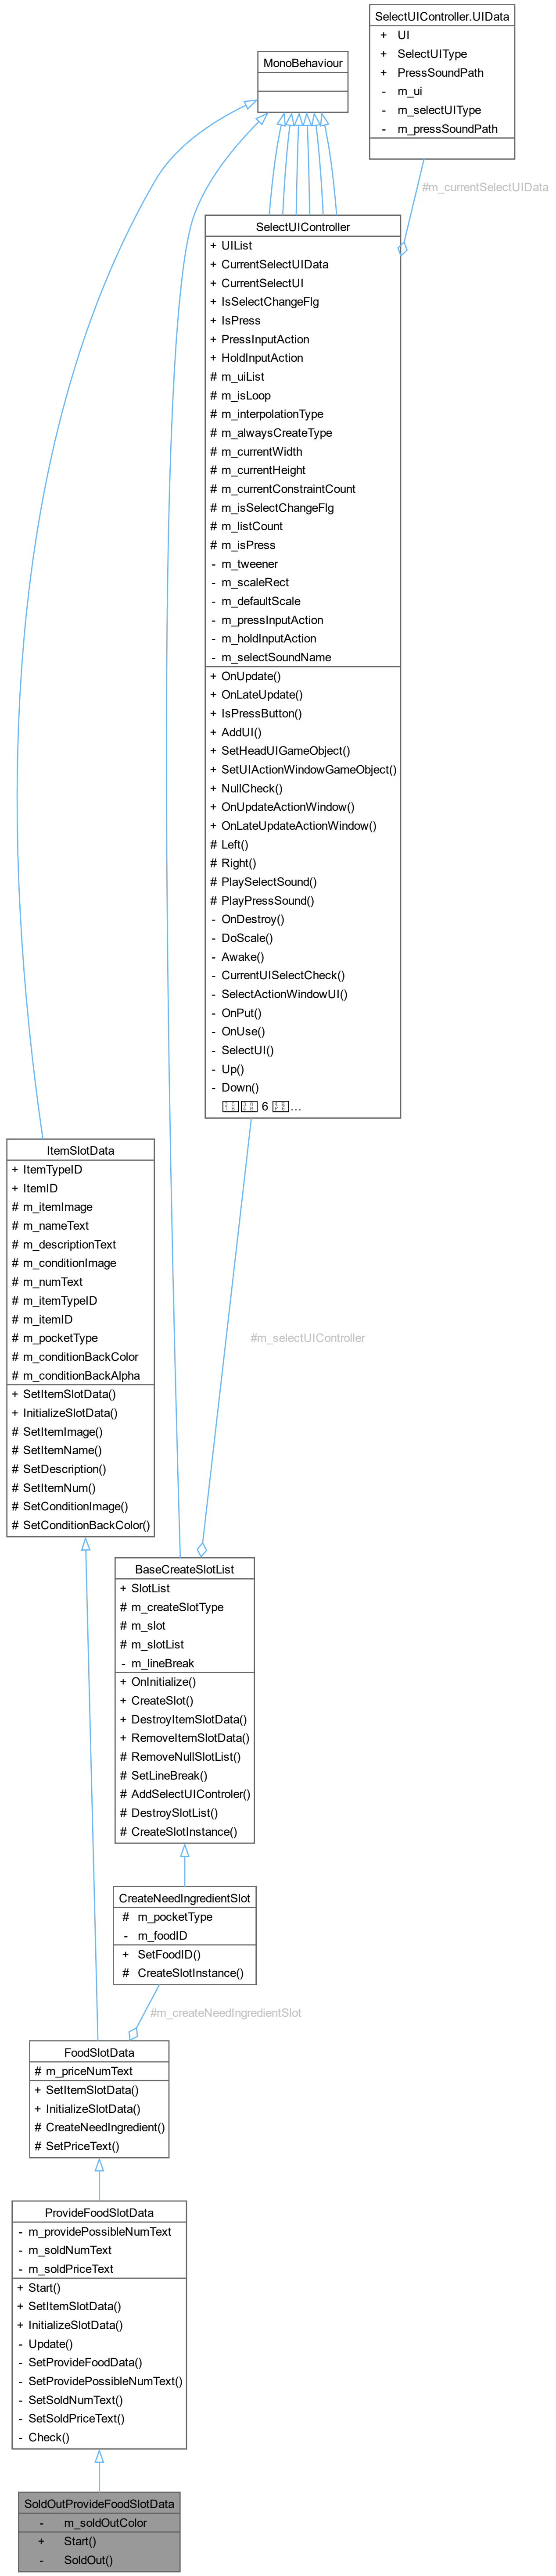 SelectUIController.UIData
+ UI
+ SelectUIType
+ PressSoundPath
- m_ui
- m_selectUIType
- m_pressSoundPath
MonoBehaviour
#m_currentSelectUIData
SelectUIController
+ UIList
+ CurrentSelectUIData
+ CurrentSelectUI
+ IsSelectChangeFlg
+ IsPress
+ PressInputAction
+ HoldInputAction
# m_uiList
# m_isLoop
# m_interpolationType
# m_alwaysCreateType
# m_currentWidth
# m_currentHeight
# m_currentConstraintCount
# m_isSelectChangeFlg
# m_listCount
# m_isPress
- m_tweener
- m_scaleRect
- m_defaultScale
- m_pressInputAction
- m_holdInputAction
- m_selectSoundName
+ OnUpdate()
+ OnLateUpdate()
+ IsPressButton()
+ AddUI()
+ SetHeadUIGameObject()
+ SetUIActionWindowGameObject()
+ NullCheck()
+ OnUpdateActionWindow()
+ OnLateUpdateActionWindow()
# Left()
# Right()
# PlaySelectSound()
# PlayPressSound()
- OnDestroy()
- DoScale()
- Awake()
- CurrentUISelectCheck()
- SelectActionWindowUI()
- OnPut()
- OnUse()
- SelectUI()
- Up()
- Down()
6 ...
ItemSlotData
+ ItemTypeID
+ ItemID
# m_itemImage
# m_nameText
# m_descriptionText
# m_conditionImage
# m_numText
# m_itemTypeID
# m_itemID
# m_pocketType
# m_conditionBackColor
# m_conditionBackAlpha
+ SetItemSlotData()
+ InitializeSlotData()
# SetItemImage()
# SetItemName()
# SetDescription()
# SetItemNum()
# SetConditionImage()
# SetConditionBackColor()
#m_selectUIController
BaseCreateSlotList
+ SlotList
# m_createSlotType
# m_slot
# m_slotList
- m_lineBreak
+ OnInitialize()
+ CreateSlot()
+ DestroyItemSlotData()
+ RemoveItemSlotData()
# RemoveNullSlotList()
# SetLineBreak()
# AddSelectUIControler()
# DestroySlotList()
# CreateSlotInstance()
CreateNeedIngredientSlot
# m_pocketType
- m_foodID
+ SetFoodID()
# CreateSlotInstance()
#m_createNeedIngredientSlot
FoodSlotData
# m_priceNumText
+ SetItemSlotData()
+ InitializeSlotData()
# CreateNeedIngredient()
# SetPriceText()
ProvideFoodSlotData
- m_providePossibleNumText
- m_soldNumText
- m_soldPriceText
+ Start()
+ SetItemSlotData()
+ InitializeSlotData()
- Update()
- SetProvideFoodData()
- SetProvidePossibleNumText()
- SetSoldNumText()
- SetSoldPriceText()
- Check()
SoldOutProvideFoodSlotData
- m_soldOutColor
+ Start()
- SoldOut()